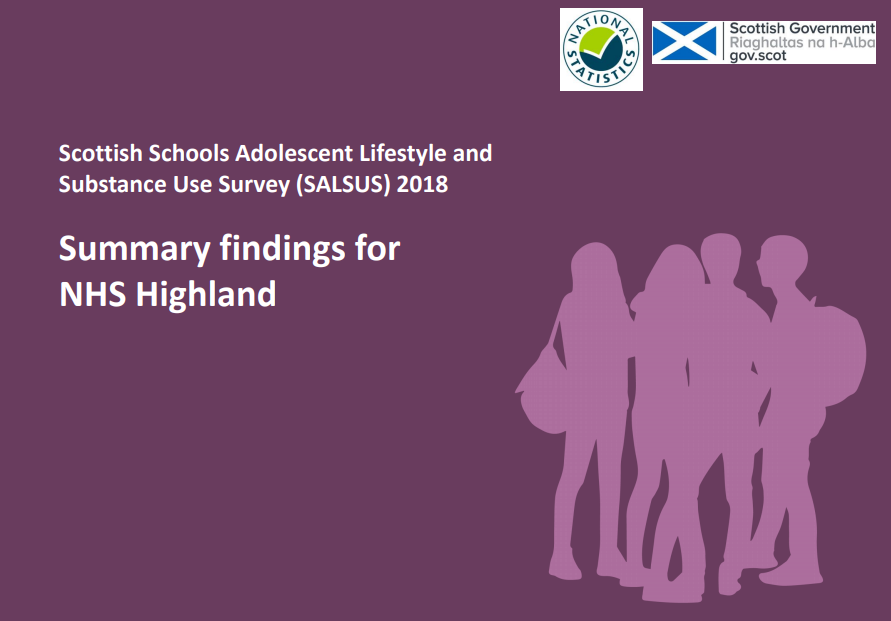 NATIONAL
STATISTICS
Scottish Government
Riaghaltas na h-Alba
gov.scot
Scottish Schools Adolescent Lifestyle and
Substance Use Survey (SALSUS) 2018
Summary findings for
NHS Highland